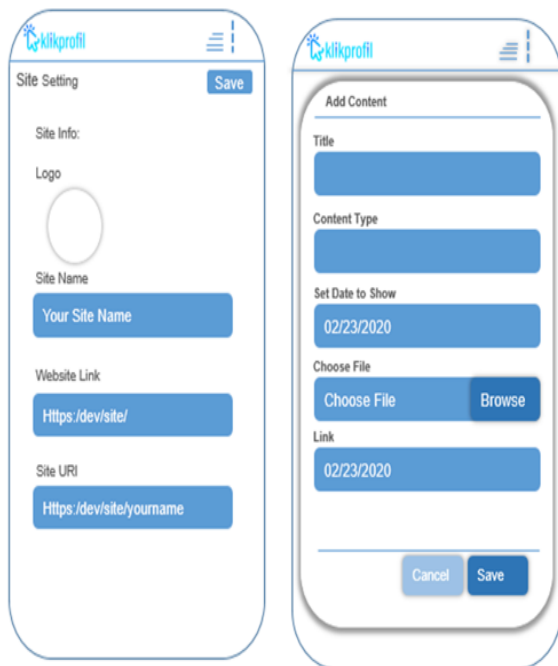 klikprofil
Site Setting
Save
Site Info:
Logo
Site Name
Your Site Name
Website Link
Https:/dev/site/
Site URI
Https:/dev/site/yourname
klikprofil
Add Content
Title
Content Type
Set Date to Show
02/23/2020
Choose File
Choose File
Browse
Link
02/23/2020
Cancel
Save